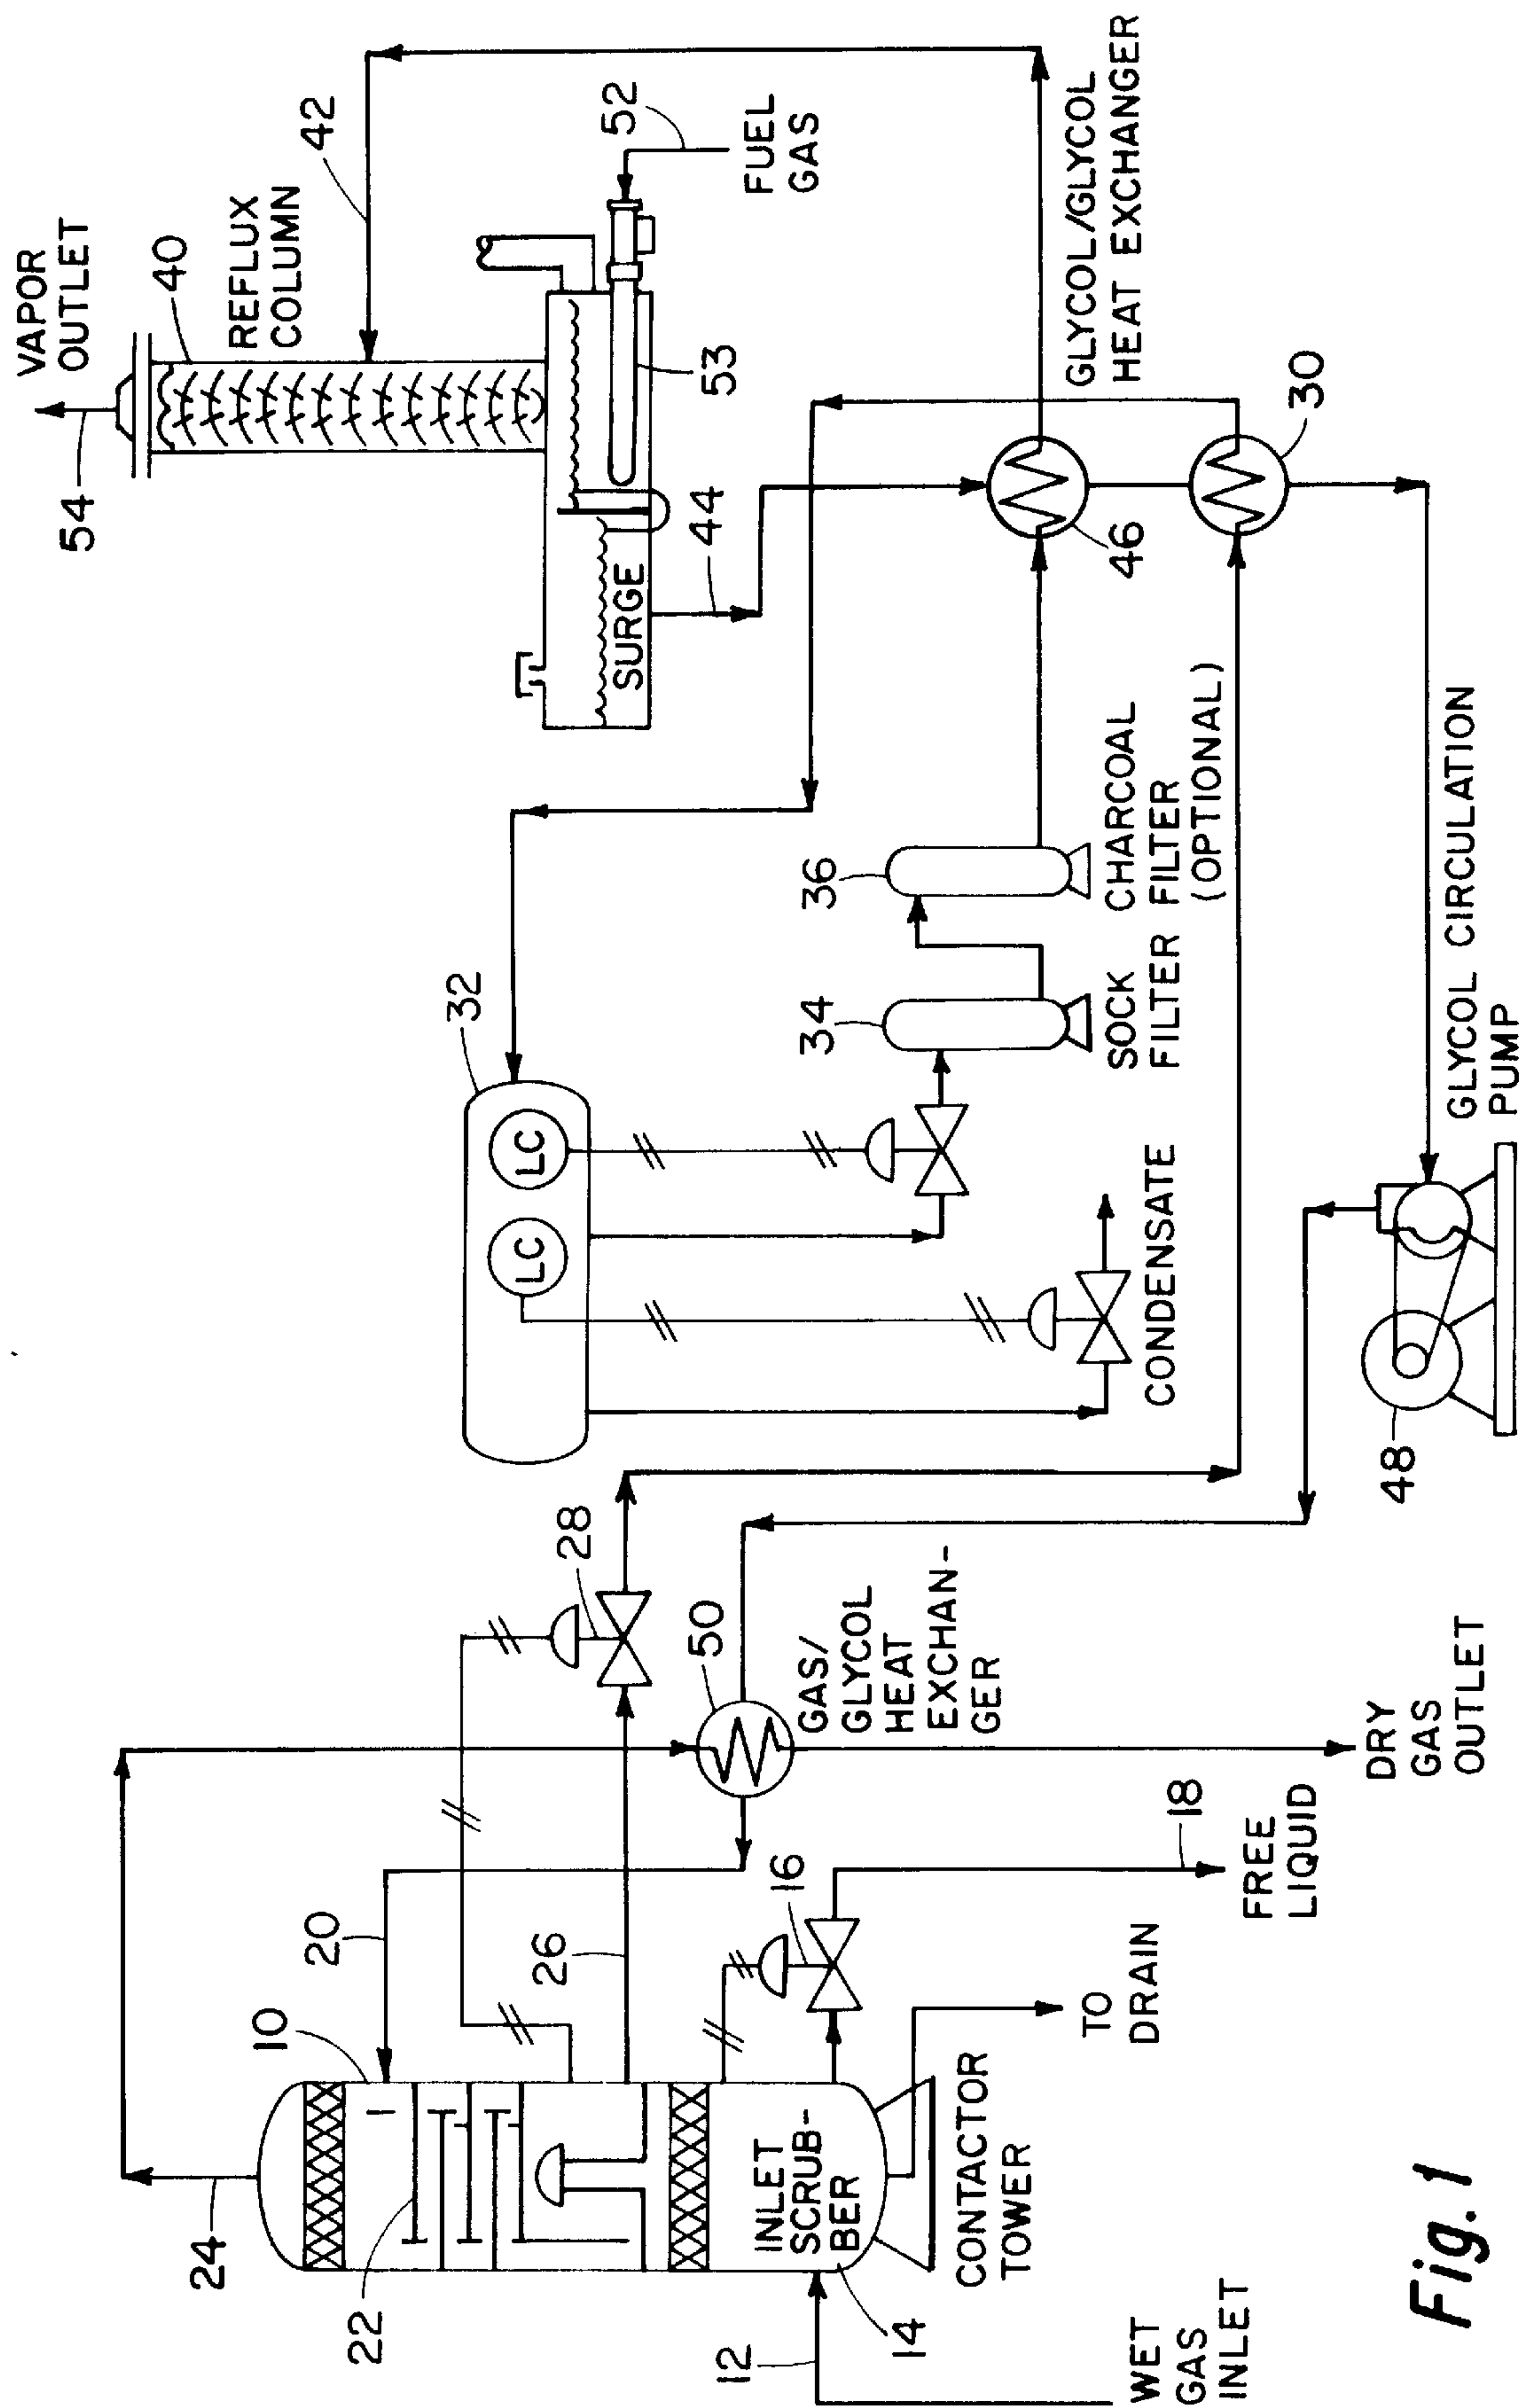 VAPOR
OUTLET
54
40
REFLUX
COLUMN
42
52
FUEL
GAS
53
SURGE
44
46
GLYCOL/GLYCOL
HEAT EXCHANGER
30
32
LC
LC
34
36
SOCK
FILTER
CHARCOAL
FILTER
(OPTIONAL)
CONDENSATE
GLYCOL CIRCULATION
PUMP
48
28
50
GAS/
GLYCOL
HEAT
EXCHAN-
GER
DRY
GAS
OUTLET
24
10
20
22
26
16
18
FREE
LIQUID
TO
DRAIN
INLET
SCRUB-
BER
CONTACTOR
TOWER
12
14
WET
GAS
INLET
Fig. 1